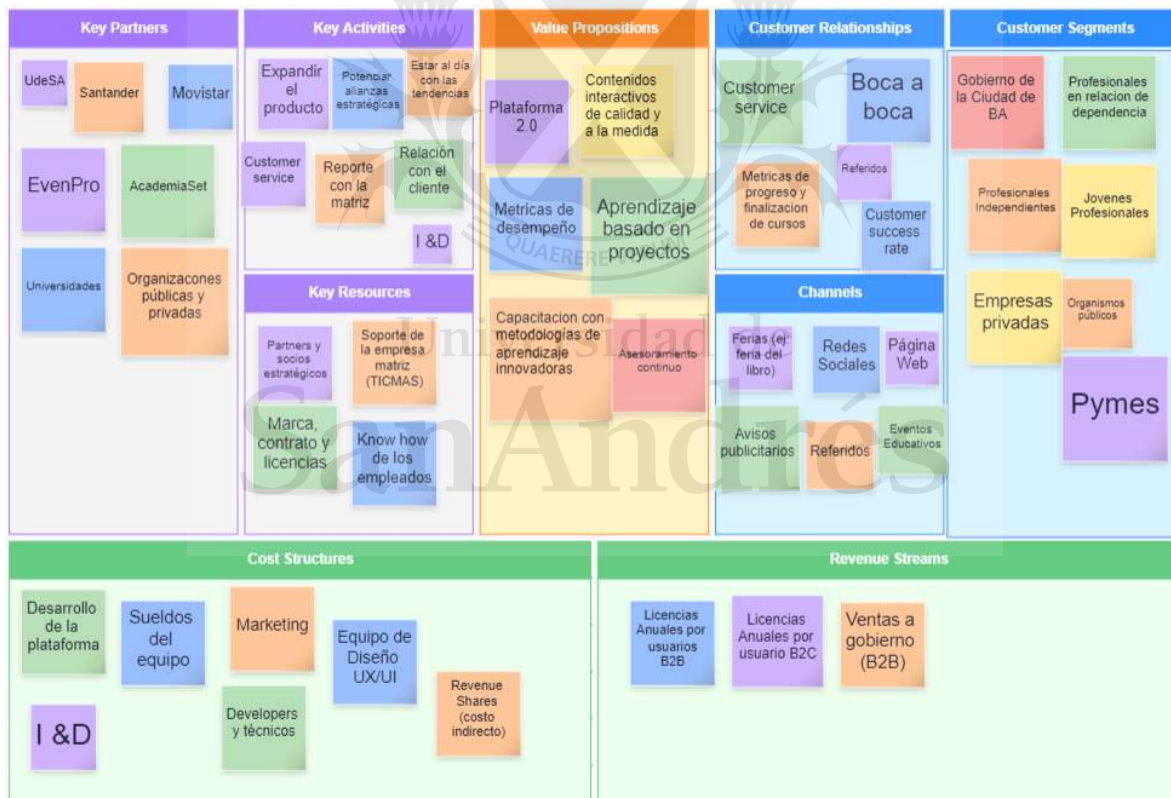 Key Partners
UdeSA
Santander
Movistar
EvenPro
AcademiaSet
Universidades
Organizacones
públicas y
privadas
Key Activities
Expandir
el
producto
Potenciar
alianzas
estratégicas
Estar al día
con las
tendencias
Customer
service
Reporte
con la
matriz
Relación
con el
cliente
I &D
Key Resources
Partners y
socios
estratégicos
Soporte de
la empresa
matriz
(TICMAS)
Marca,
contrato y
licencias
Know how
de los
empleados
Value Propositions
Plataforma
2.0
Contenidos
interactivos
de calidad y
a la medida
Metricas de
desempeño
Aprendizaje
basado en
proyectos
Capacitacion con
metodologías de
aprendizaje
innovadoras
Asesoramiento
continuo
Customer Relationships
Customer
service
Boca a
boca
Referidos
Metricas de
progreso y
finalizacion
de cursos
Customer
success
rate
Channels
Ferias (ej
feria del
libro)
Redes
Sociales
Página
Web
Avisos
publicitarios
Referidos
Eventos
Educativos
Customer Segments
Gobierno de
la Ciudad de
BA
Profesionales
en relacion de
dependencia
Profesionales
Independientes
Jovenes
Profesionales
Empresas
privadas
Organismos
públicos
Pymes
Cost Structures
Desarrollo
de la
plataforma
Sueldos
del
equipo
Marketing
Equipo de
Diseño
UX/UI
Revenue
Shares
(costo
indirecto)
I &D
Developers
y técnicos
Revenue Streams
Licencias
Anuales por
usuarios
B2B
Licencias
Anuales por
usuario B2C
Ventas a
gobierno
(B2B)
QUAERERE VERUM
Universidad de
SanAndrés